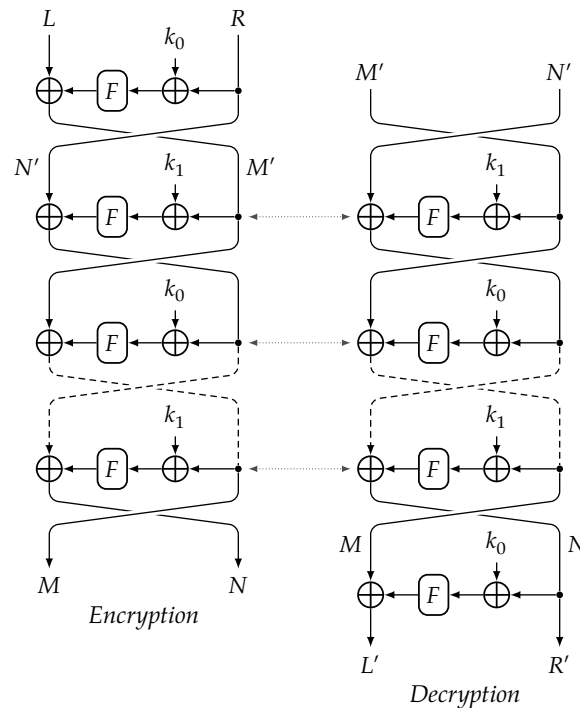 L R
k0
F
M′ N′
N′ M′
k1 k1
F F
k0 k0
F F
k1 k1
F F
M N
k0
M N
F
Encryption
L′ R′
Decryption